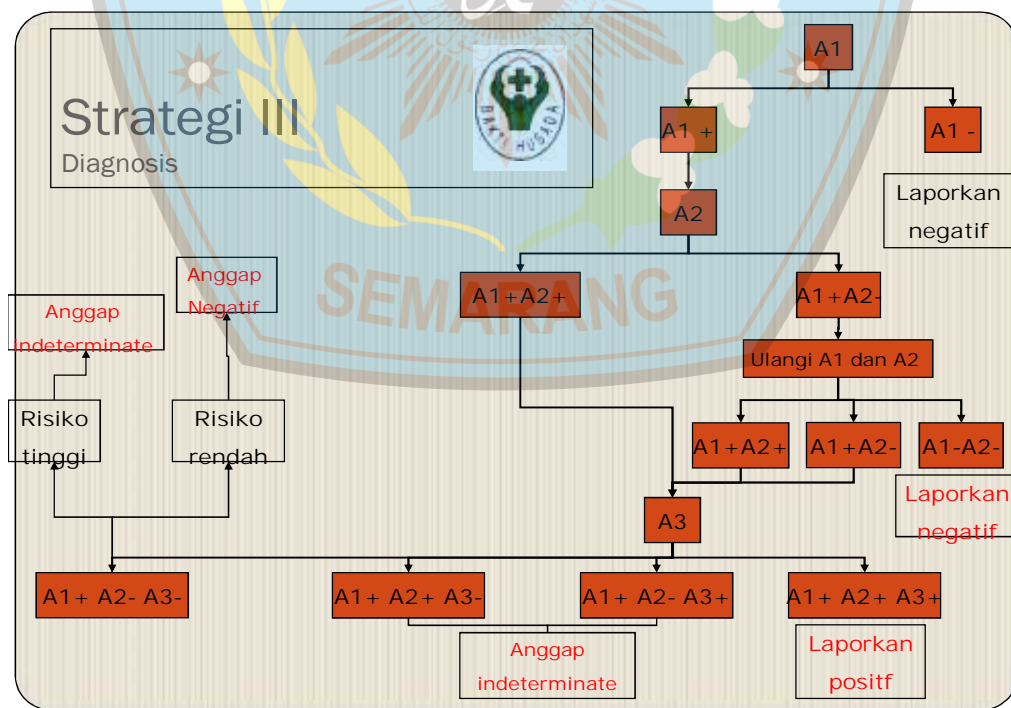 Strategi III
Diagnosis
BAKTI HUSADA
SEMARANG
A1
A1 +
A1 -
Laporkan
negatif
A2
A1+A2+
A1+A2-
Ulangi A1 dan A2
A1+A2+
A1+A2-
A1-A2-
Laporkan
negatif
Anggap
indeterminate
Anggap
Negatif
Risiko
tinggi
Risiko
rendah
A3
A1+ A2- A3-
A1+ A2+ A3-
A1+ A2- A3+
A1+ A2+ A3+
Anggap
indeterminate
Laporkan
positf